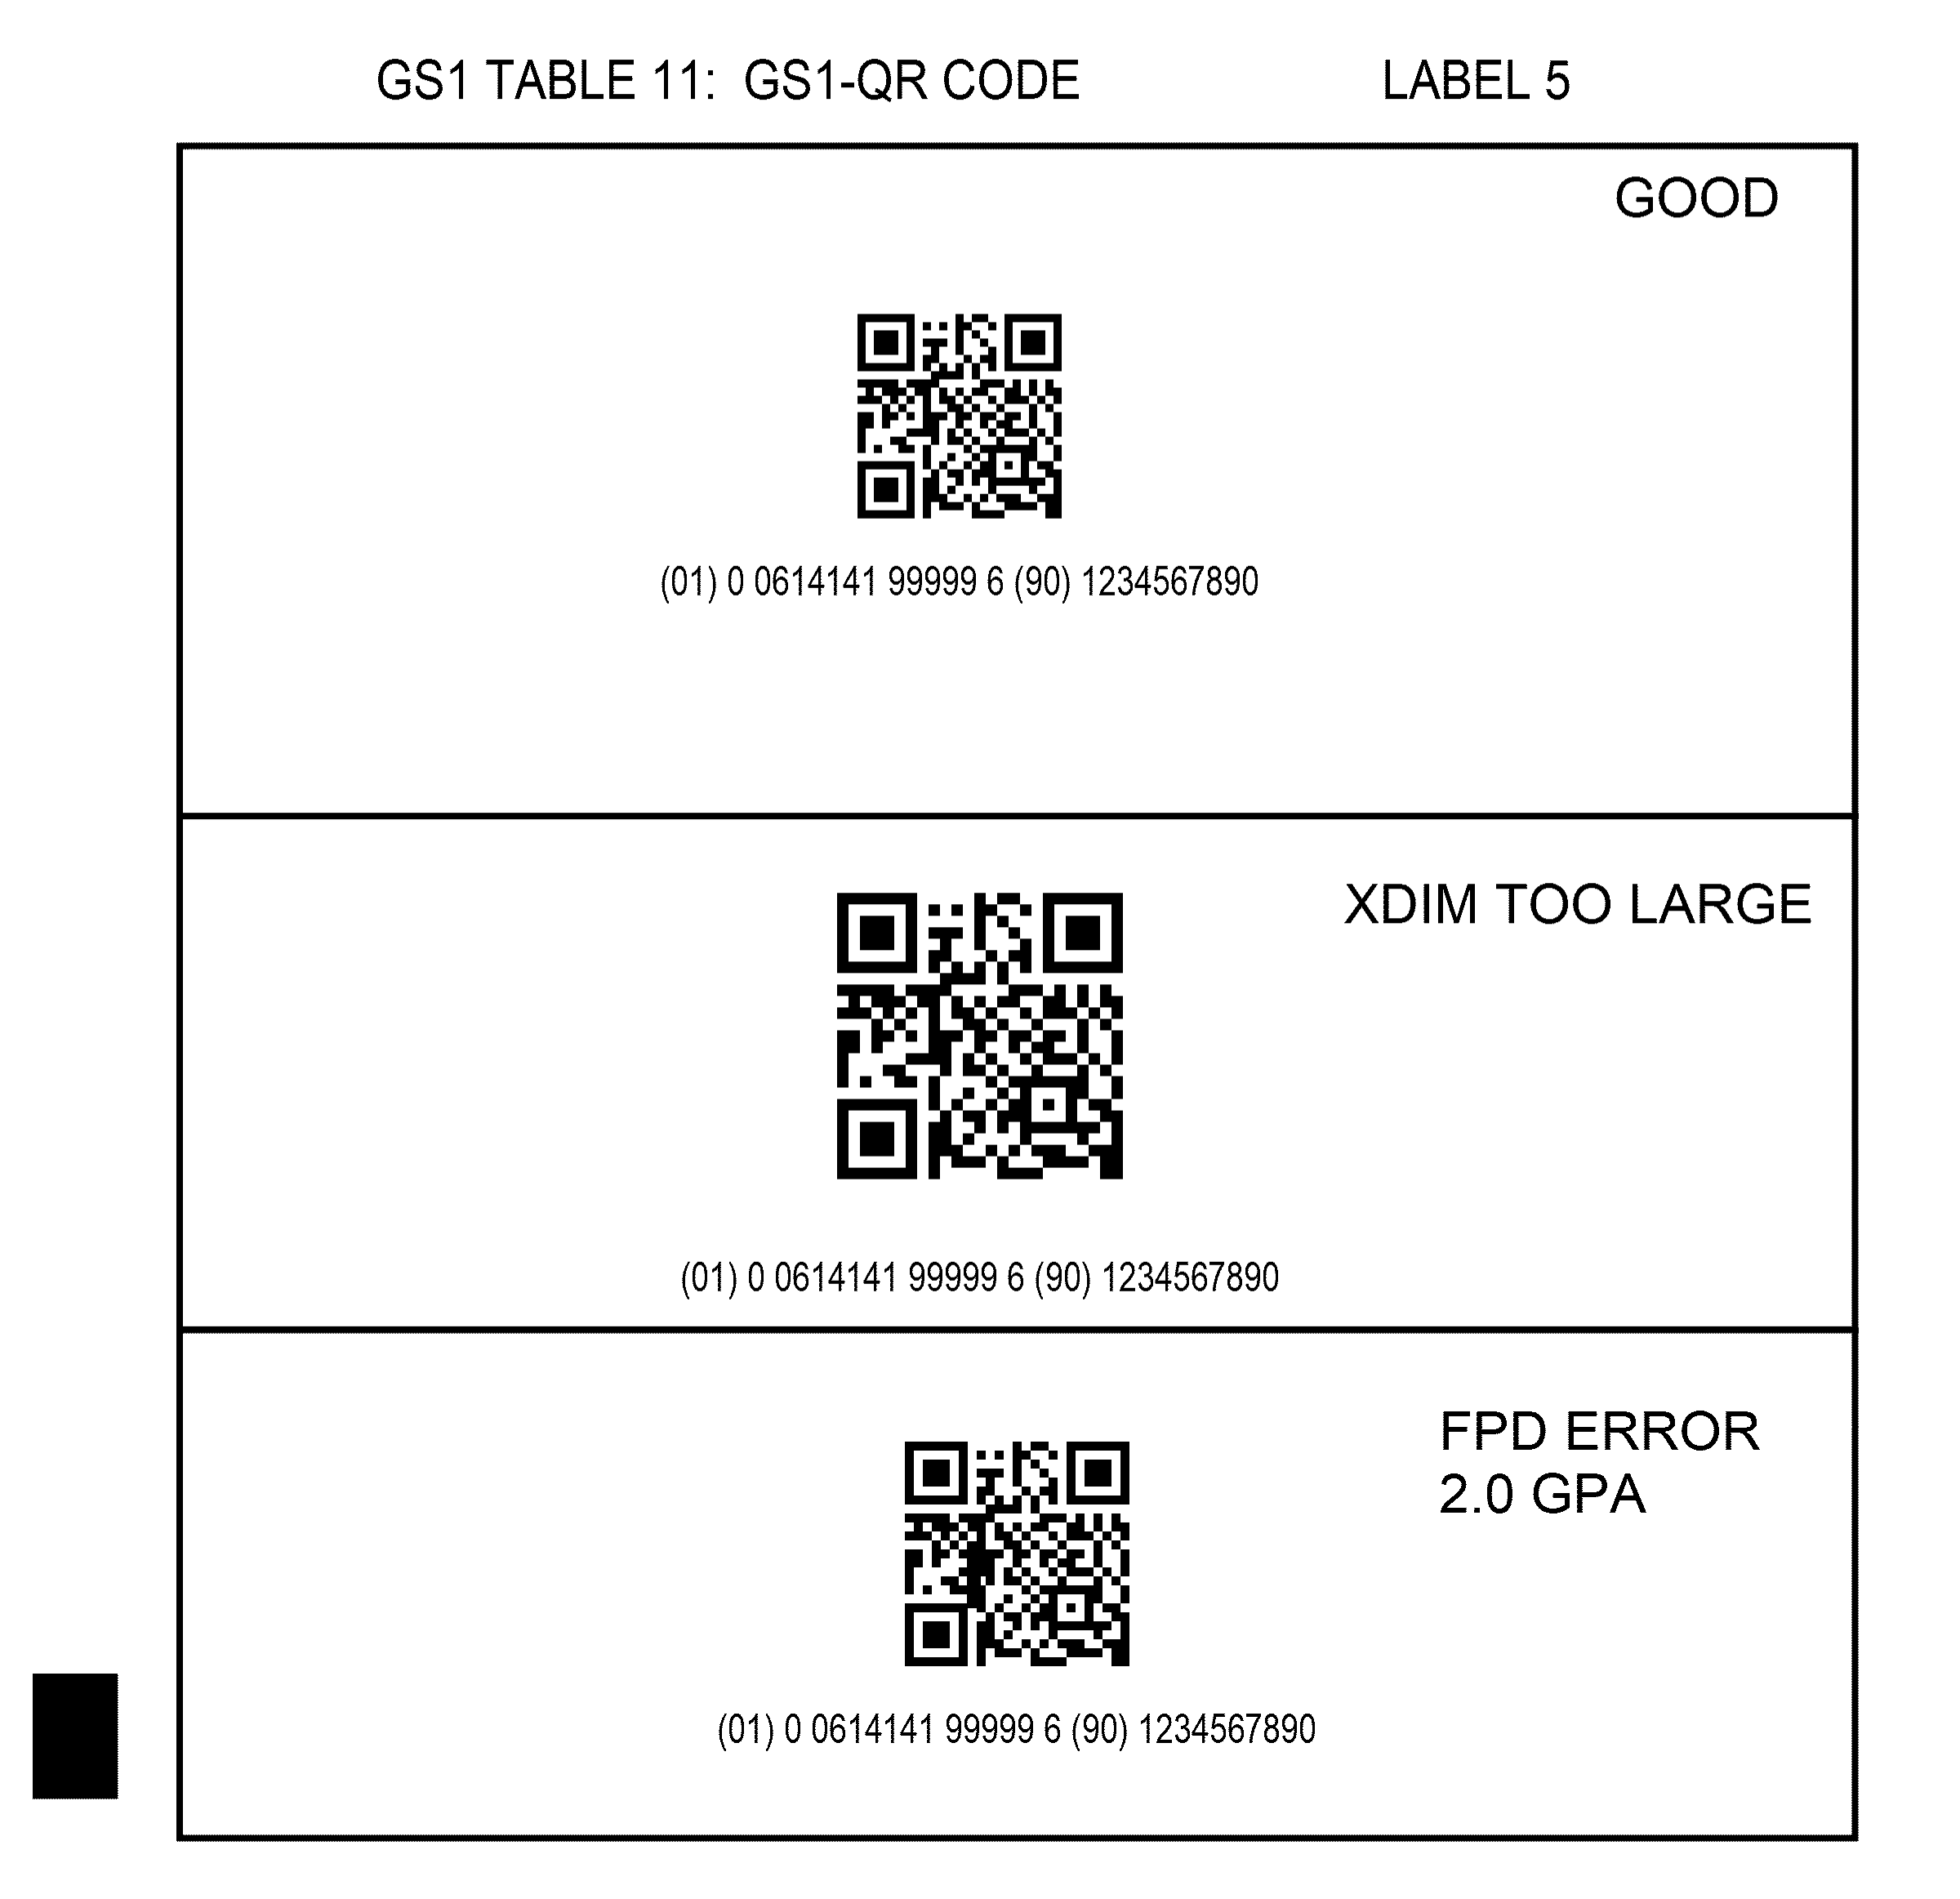 GS1 TABLE 11: GS1-QR CODE LABEL 5
GOOD
(01) 0 0614141 99999 6 (90) 1234567890
XDIM TOO LARGE
(01) 0 0614141 99999 6 (90) 1234567890
FPD ERROR
2.0 GPA
(01) 0 0614141 99999 6 (90) 1234567890